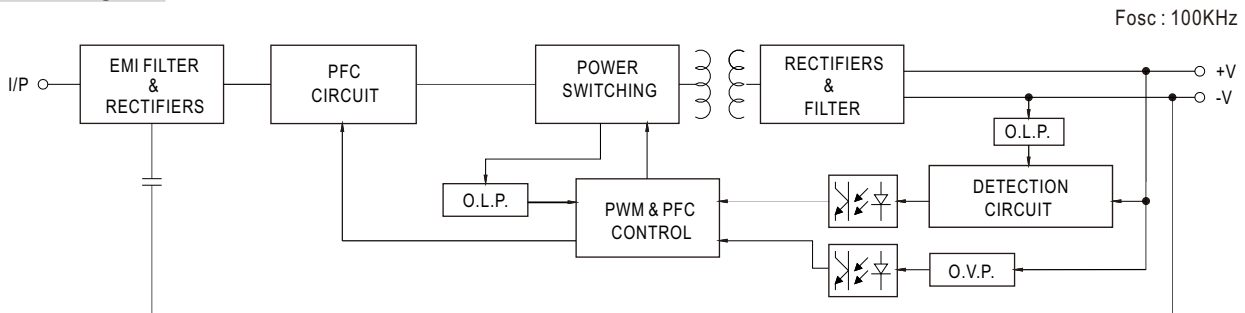 Fosc : 100KHz
I/P
EMI FILTER
&
RECTIFIERS
PFC
CIRCUIT
POWER
SWITCHING
RECTIFIERS
&
FILTER
+V
-V
O.L.P.
O.L.P.
PWM & PFC
CONTROL
DETECTION
CIRCUIT
O.V.P.